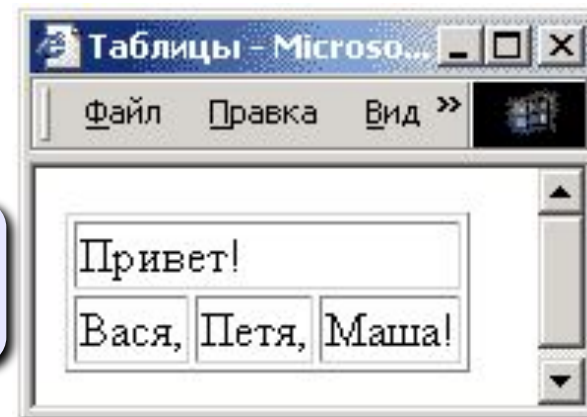 Таблицы - Microso...
Файл Правка Вид »
Привет!
Вася, Петя, Маша!